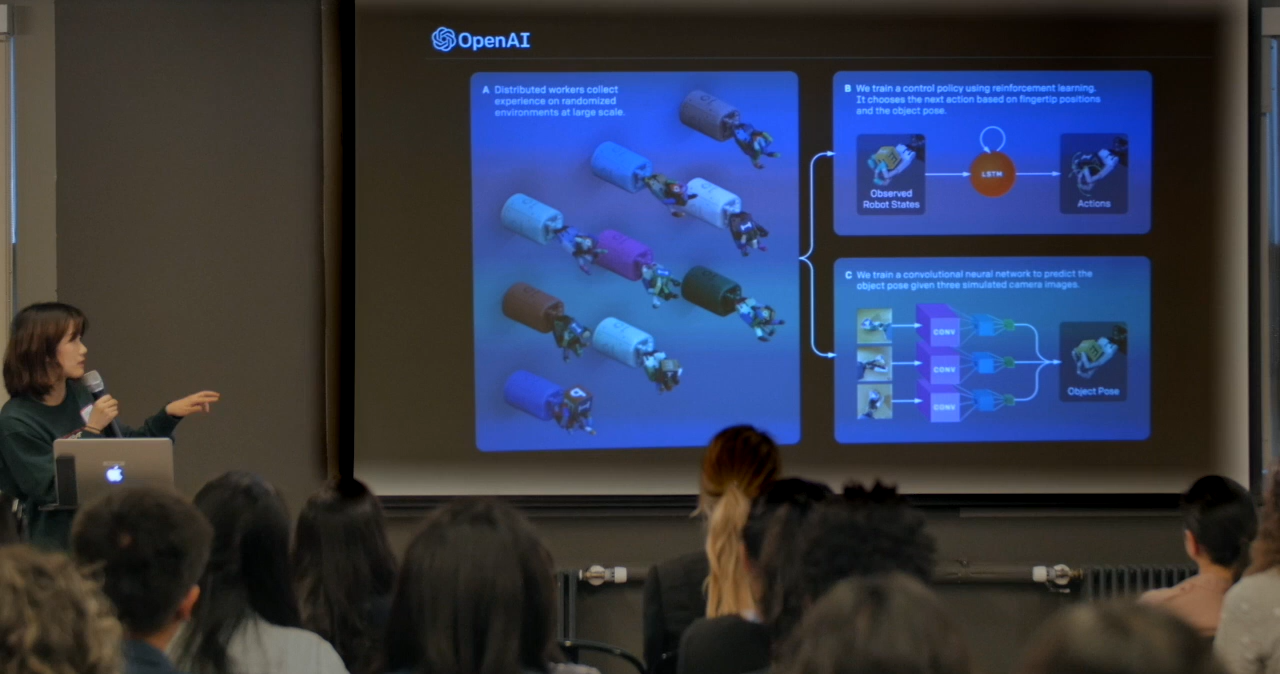 OpenAI
A Distributed workers collect
experience on randomized
environments at large scale.
B We train a control policy using reinforcement learning.
It chooses the next action based on fingertip positions
and the object pose.
LSTM
Observed
Robot States
Actions
C We train a convolutional neural network to predict the
object pose given three simulated camera images.
CONV
CONV
CONV
Object Pose